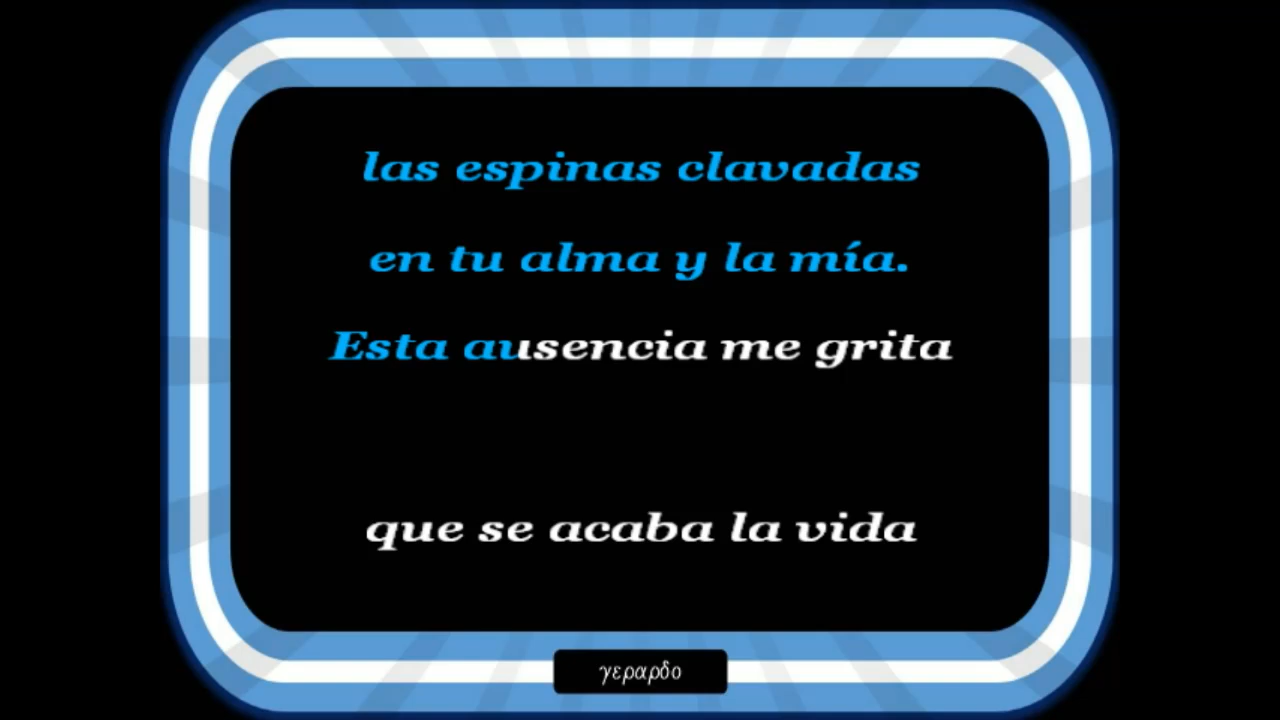 las espinas clavadas
en tu alma y la mía.
Esta ausencia me grita
que se acaba la vida
γεραρδο